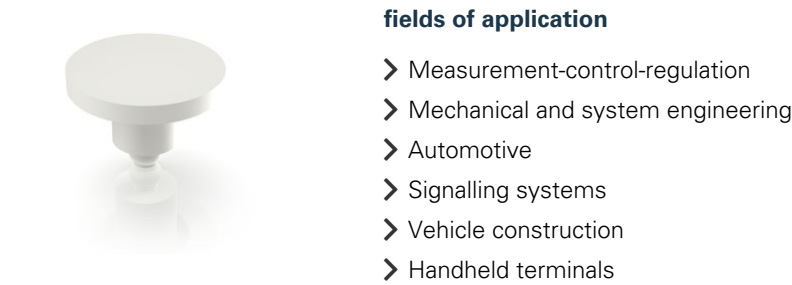 fields of application
Measurement-control-regulation
Mechanical and system engineering
Automotive
Signalling systems
Vehicle construction
Handheld terminals